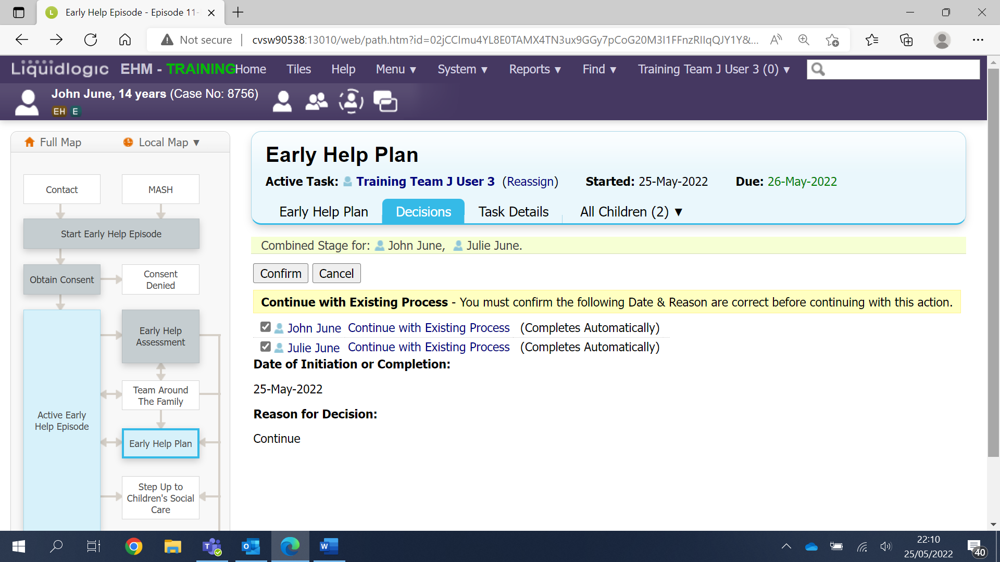 Early Help Episode - Episode 11-
Not secure
cvsw90538:13010/web/path.htm?id=02jCCImu4YL8E0TAMX4TN3ux9GGy7pCoG20M3I1FFnzRIIqQJY1Y&...
Liquidlogic EHM - TRAINING Home Tiles Help Menu ▼ System ▼ Reports ▼ Find ▼ Training Team J User 3 (0) ▼
John June, 14 years (Case No: 8756)
EH E
Full Map Local Map ▼
Contact MASH
Start Early Help Episode
Obtain Consent
Consent
Denied
Early Help
Assessment
Team Around
The Family
Active Early
Help Episode
Early Help Plan
Step Up to
Children's Social
Care
Early Help Plan
Active Task: Training Team J User 3 (Reassign) Started: 25-May-2022 Due: 26-May-2022
Early Help Plan Decisions Task Details All Children (2) ▼
Combined Stage for: John June, Julie June.
Confirm Cancel
Continue with Existing Process - You must confirm the following Date & Reason are correct before continuing with this action.
John June Continue with Existing Process (Completes Automatically)
Julie June Continue with Existing Process (Completes Automatically)
Date of Initiation or Completion:
25-May-2022
Reason for Decision:
Continue
22:10
25/05/2022
40